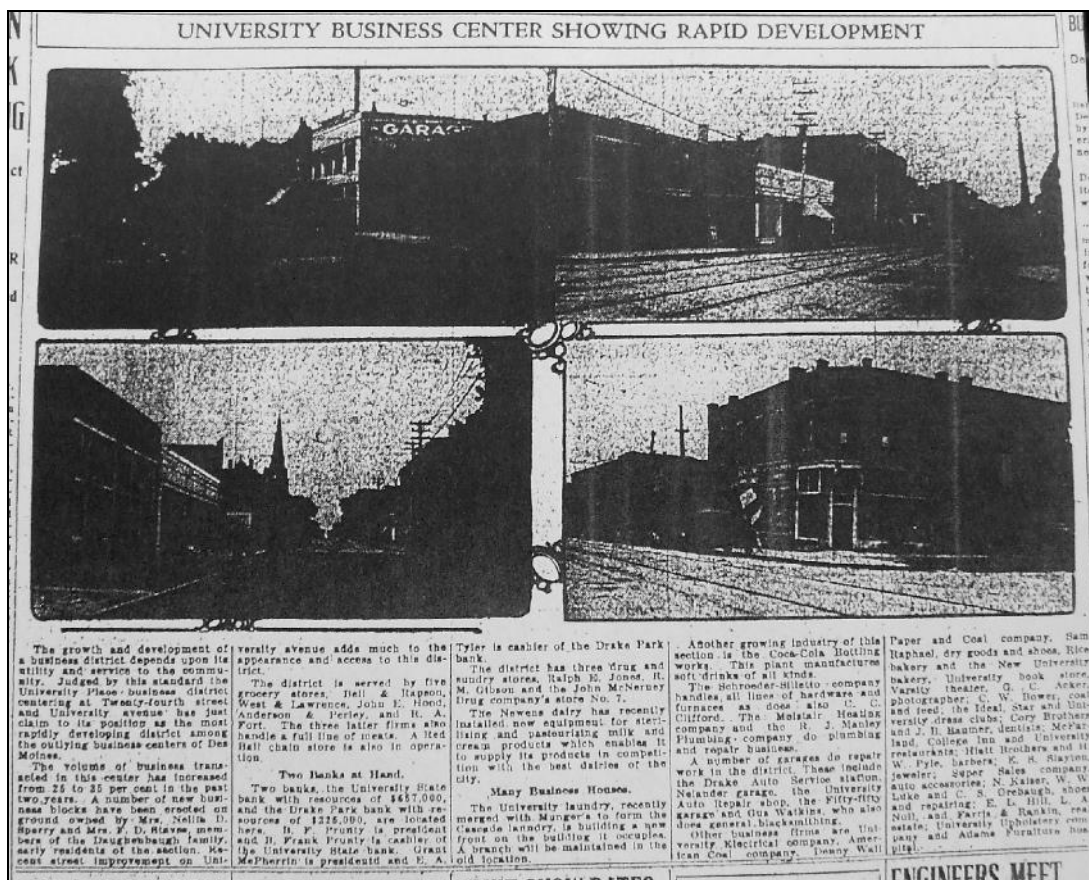 UNIVERSITY BUSINESS CENTER SHOWING RAPID DEVELOPMENT
GARAGE
The growth and development of
a business district depends upon its
utility and service to the commu-
nity. Judged by this standard the
University Place business district
centering at Twenty-fourth street
and University avenue has just
claim to its position as the most
rapidly developing district among
the outlying business centers of Des
Moines.
The volume of business trans-
acted in this center has increased
from 25 to 35 per cent in the past
two years. A number of new busi-
ness blocks have been erected on
ground owned by Mrs. Nellie D.
Sperry and Mrs. F. D. mem-
bers of the Daughenbaugh family,
early residents of the section. Re-
cent street improvement on Uni-
versity avenue adds much to the
appearance and access to this dis-
trict.
The district is served by five
grocery stores, Bell & Rapson,
West & Lawrence, John E. Hood,
Anderson & Perley, and R. A.
Fort. The three latter firms also
handle a full line of meats. A Red
Ball chain store is also in opera-
tion.
Two Banks at Hand.
Two banks, the University State
bank with resources of $657,000,
and the Drake Park bank with re-
sources of $225,000, are located
here. B. F. Prunty is president
and B. Frank Prunty is cashier of
the University State bank. Grant
McPherrin is president and E. A.
Tyler is cashier of the Drake Park
bank.
The district has three drug and
sundry stores, Ralph E. Jones, R.
M. Gibson and the John McNerney
Drug company's store No. 7.
The Newens dairy has recently
installed new equipment for steri-
lizing and pasteurizing milk and
cream products which enables it
to supply its products in competi-
tion with the best dairies of the
city.
Many Business Houses.
The University laundry, recently
merged with Munger's to form the
Cascade laundry, is building a new
front on the building it occupies.
A branch will be maintained in the
old location.
Another growing industry of this
section is the Coca-Cola Bottling
works. This plant manufactures
soft drinks of all kinds.
The Schroeder-Billetto company
handles all lines of hardware and
furnaces as does also C. C.
Clifford. The Moistair Heating
company and the R. J. Manley
Plumbing company do plumbing
and repair business.
A number of garages do repair
work in the district. These include
the Drake Auto Service station,
Nelander garage, the University
Auto Repair shop, the Fifty-fifty
garage and Gus Watkins, who also
does general blacksmithing.
Other business firms are Uni-
versity Electrical company, Amer-
ican Coal company, Denny Wall
Paper and Coal company, Sam
Raphael, dry goods and shoes, Rice
bakery and the New University
bakery, University book store,
Varsity theater, G. C. Acker,
photographer, C. W. Bower, coal
and feed; the Ideal, Star and Uni-
versity dress clubs; Cory Brothers
and J. B. Baumer, dentists;
land, College Inn and University
restaurants; Hiatt Brothers and
W. Pyle, barbers; E. S. Slayton,
jeweler; Super Sales company,
auto accessories; N. Kaiser, Sam
Luke and C. S. Orebaugh, shoes
and repairing; E. L. Hill, L. A.
Null, and Farris & Rankin, real
estate; University Upholstery com-
pany and Adams Furniture hos-
pital.
ENGINEERS MEET